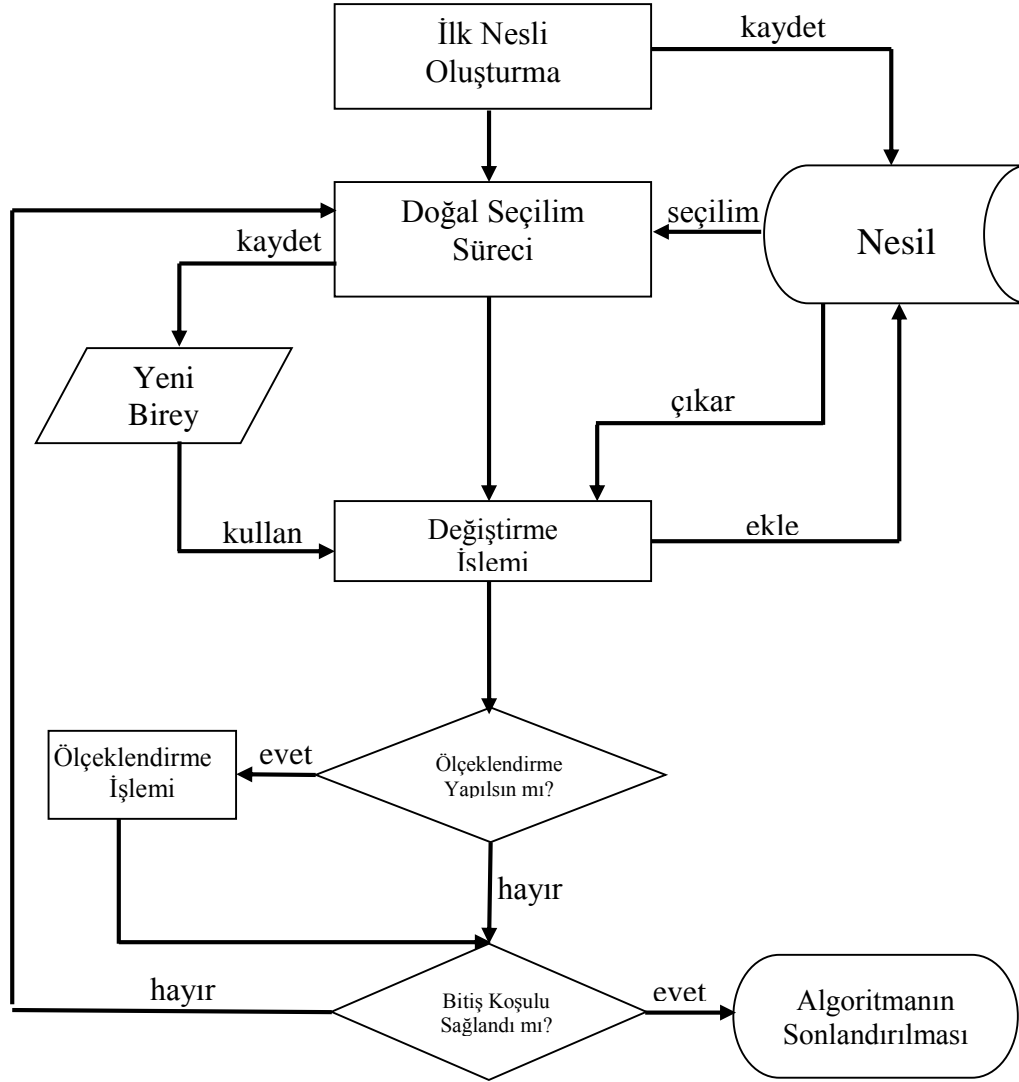 İlk Nesli
Oluşturma
kaydet
Doğal Seçilim
Süreci
seçilim
Nesil
kaydet
Yeni
Birey
çıkar
kullan
Değiştirme
İşlemi
ekle
Ölçeklendirme
İşlemi
evet
Ölçeklendirme
Yapılsın mı?
hayır
hayır
Bitiş Koşulu
Sağlandı mı?
evet
Algoritmanın
Sonlandırılması